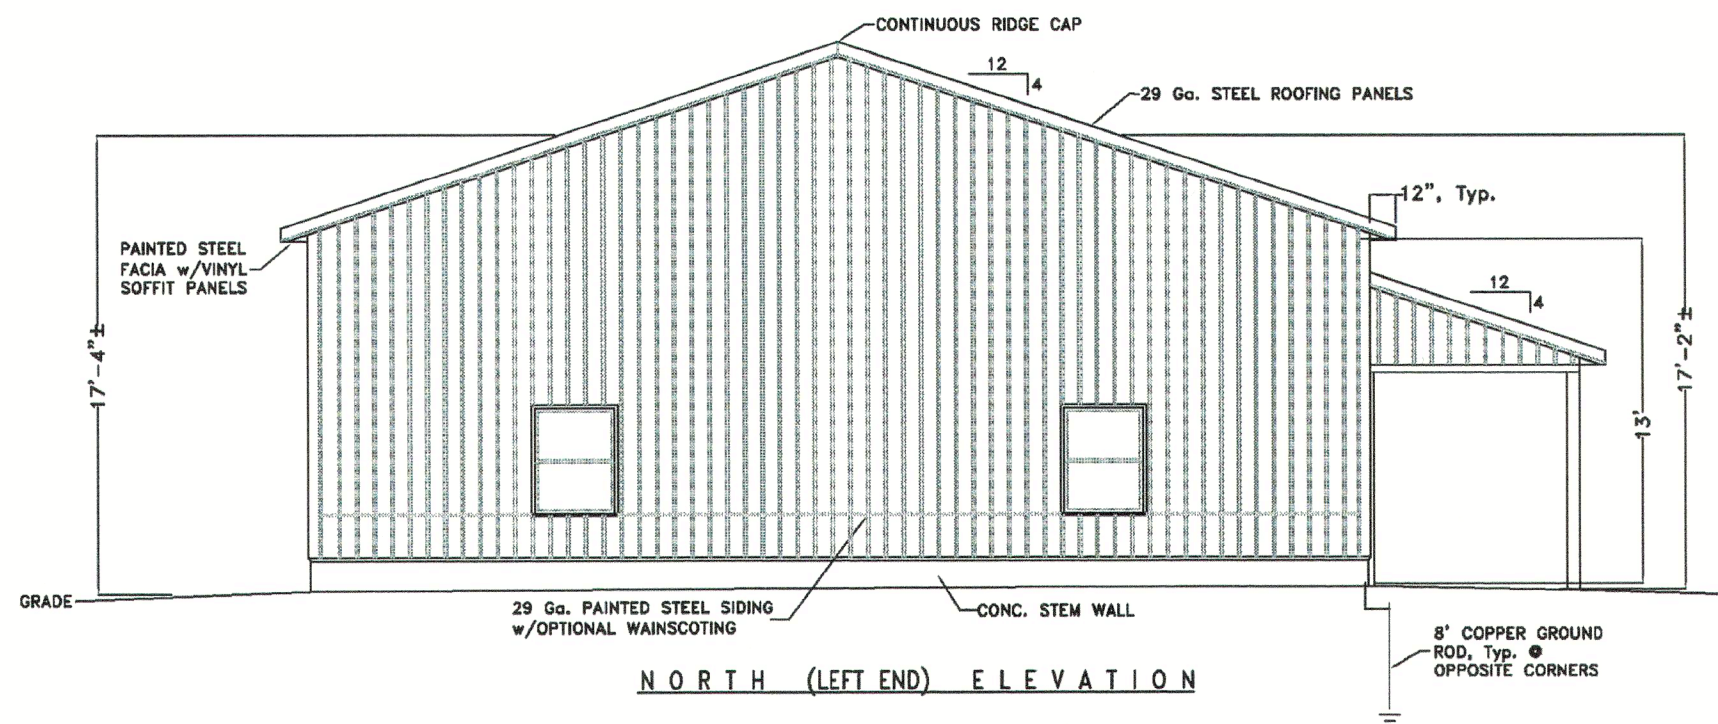 CONTINUOUS RIDGE CAP
12
4
29 Ga. STEEL ROOFING PANELS
12", Typ.
PAINTED STEEL
FACIA w/VINYL
SOFFIT PANELS
12
4
17'-4"±
17'-2"±
13'
GRADE
29 Ga. PAINTED STEEL SIDING
w/OPTIONAL WAINSCOTING
CONC. STEM WALL
8' COPPER GROUND
ROD, Typ. @
OPPOSITE CORNERS
NORTH (LEFT END) ELEVATION